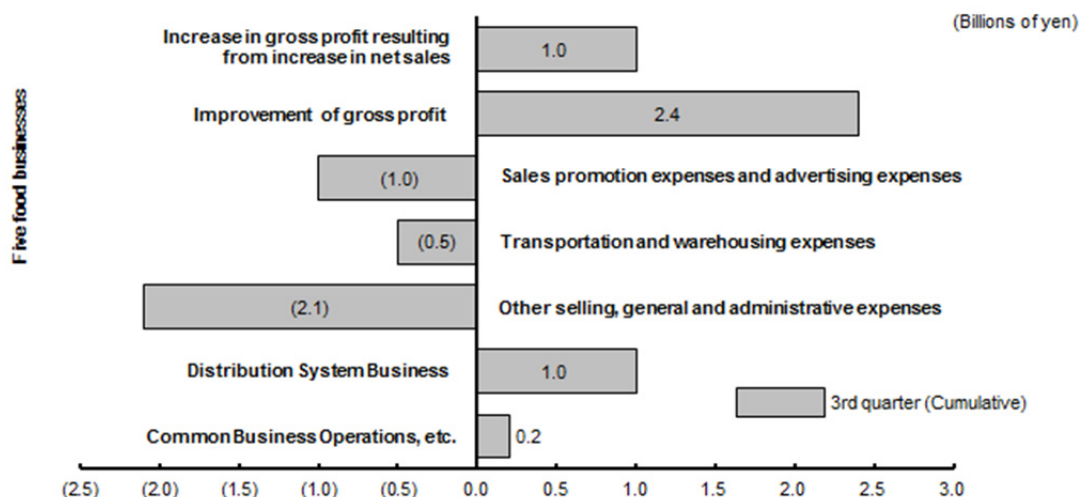 (Billions of yen)
Five food businesses
Increase in gross profit resulting
from increase in net sales
1.0
Improvement of gross profit
2.4
(1.0)
Sales promotion expenses and advertising expenses
(0.5)
Transportation and warehousing expenses
(2.1)
Other selling, general and administrative expenses
Distribution System Business
1.0
3rd quarter (Cumulative)
Common Business Operations, etc.
0.2
(2.5) (2.0) (1.5) (1.0) (0.5) 0.0 0.5 1.0 1.5 2.0 2.5 3.0